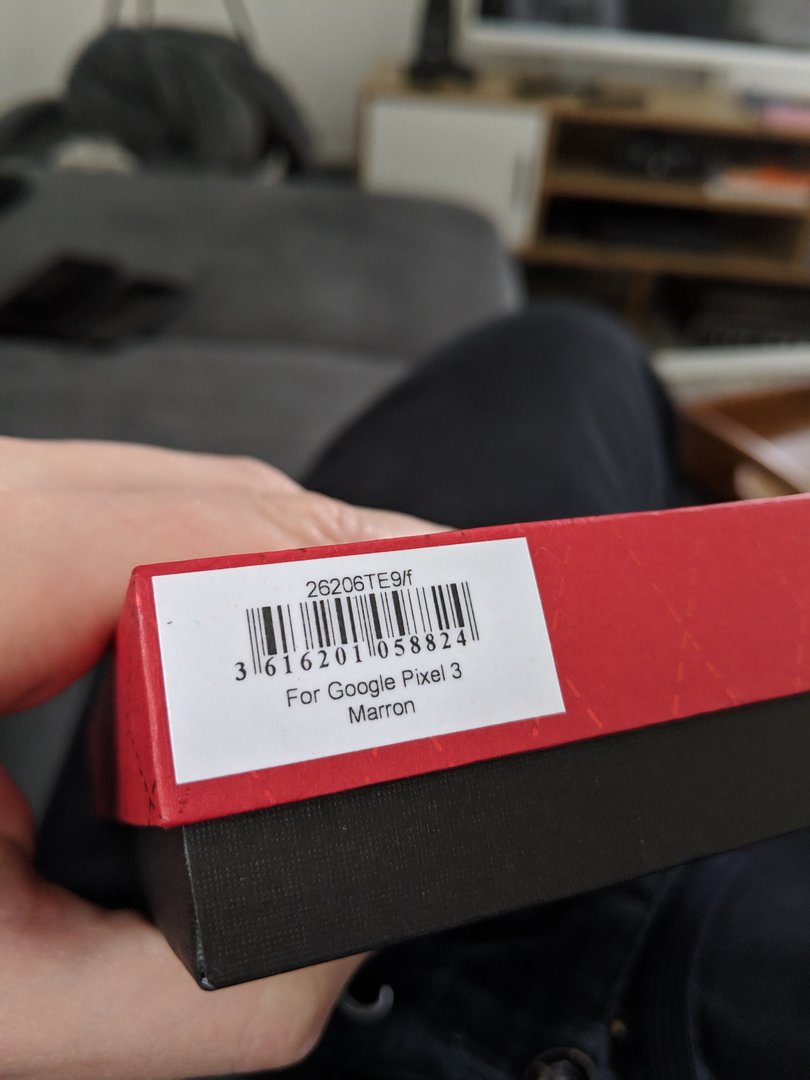 26206TE9/f
3 616201 058824
For Google Pixel 3
Marron